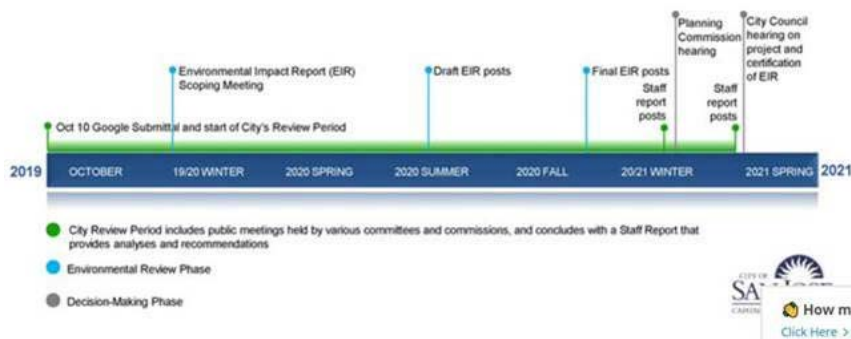 Planning
Commission
hearing
City Council
hearing on
project and
certification
of EIR
Environmental Impact Report (EIR)
Scoping Meeting
Draft EIR posts
Final EIR posts
Staff
report
posts
Staff
report
posts
Oct 10 Google Submittal and start of City's Review Period
2019 OCTOBER 19/20 WINTER 2020 SPRING 2020 SUMMER 2020 FALL 20/21 WINTER 2021 SPRING 2021
City Review Period includes public meetings held by various committees and commissions, and concludes with a Staff Report that
provides analyses and recommendations
Environmental Review Phase
Decision-Making Phase
CITY OF
How m
Click Here >